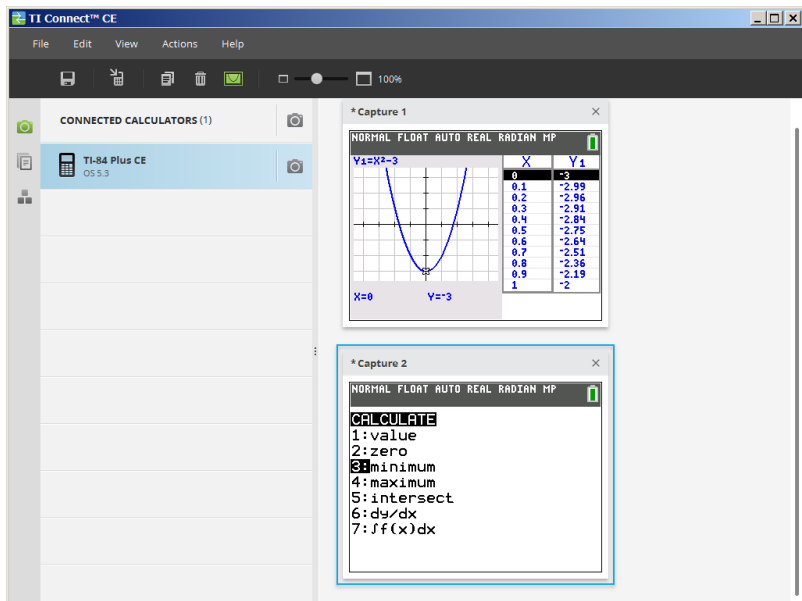 TI Connect™ CE
File Edit View Actions Help
100%
CONNECTED CALCULATORS (1)
TI-84 Plus CE
OS 5.3
*Capture 1
NORMAL FLOAT AUTO REAL RADIAN MP
Y₁=X²-3
X Y₁
0 -3
0.1 -2.99
0.2 -2.96
0.3 -2.91
0.4 -2.84
0.5 -2.75
0.6 -2.64
0.7 -2.51
0.8 -2.36
0.9 -2.19
1 -2
X=0 Y=-3
*Capture 2
NORMAL FLOAT AUTO REAL RADIAN MP
CALCULATE
1:value
2:zero
3:minimum
4:maximum
5:intersect
6:dy/dx
7:∫f(x)dx